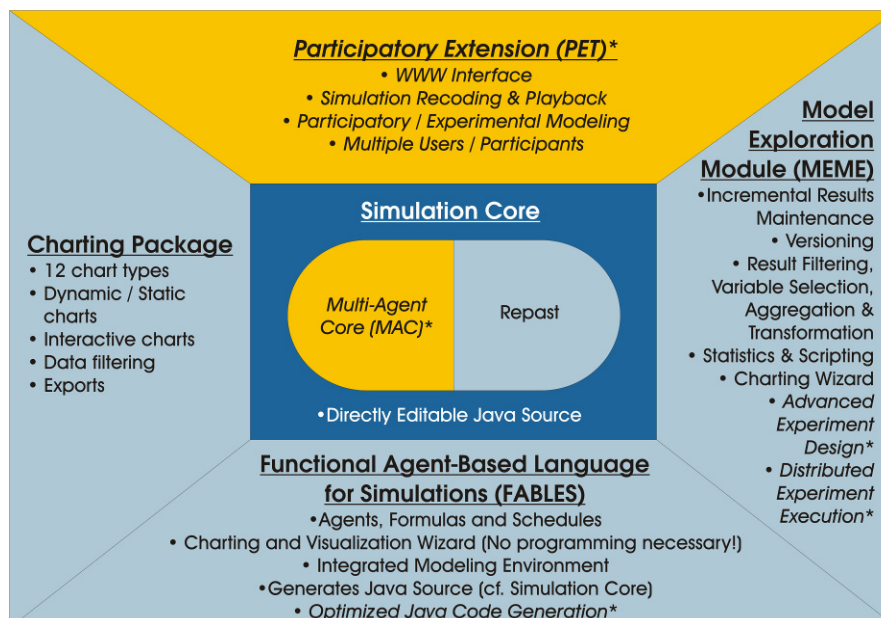 Participatory Extension (PET)*
• WWW Interface
• Simulation Recoding & Playback
• Participatory / Experimental Modeling
• Multiple Users / Participants
Charting Package
• 12 chart types
• Dynamic / Static
charts
• Interactive charts
• Data filtering
• Exports
Simulation Core
Multi-Agent
Core (MAC)*
Repast
•Directly Editable Java Source
Model
Exploration
Module (MEME)
•Incremental Results
Maintenance
• Versioning
• Result Filtering,
Variable Selection,
Aggregation &
Transformation
• Statistics & Scripting
• Charting Wizard
• Advanced
Experiment
Design*
• Distributed
Experiment
Execution*
Functional Agent-Based Language
for Simulations (FABLES)
•Agents, Formulas and Schedules
• Charting and Visualization Wizard (No programming necessary!)
• Integrated Modeling Environment
•Generates Java Source (cf. Simulation Core)
• Optimized Java Code Generation*